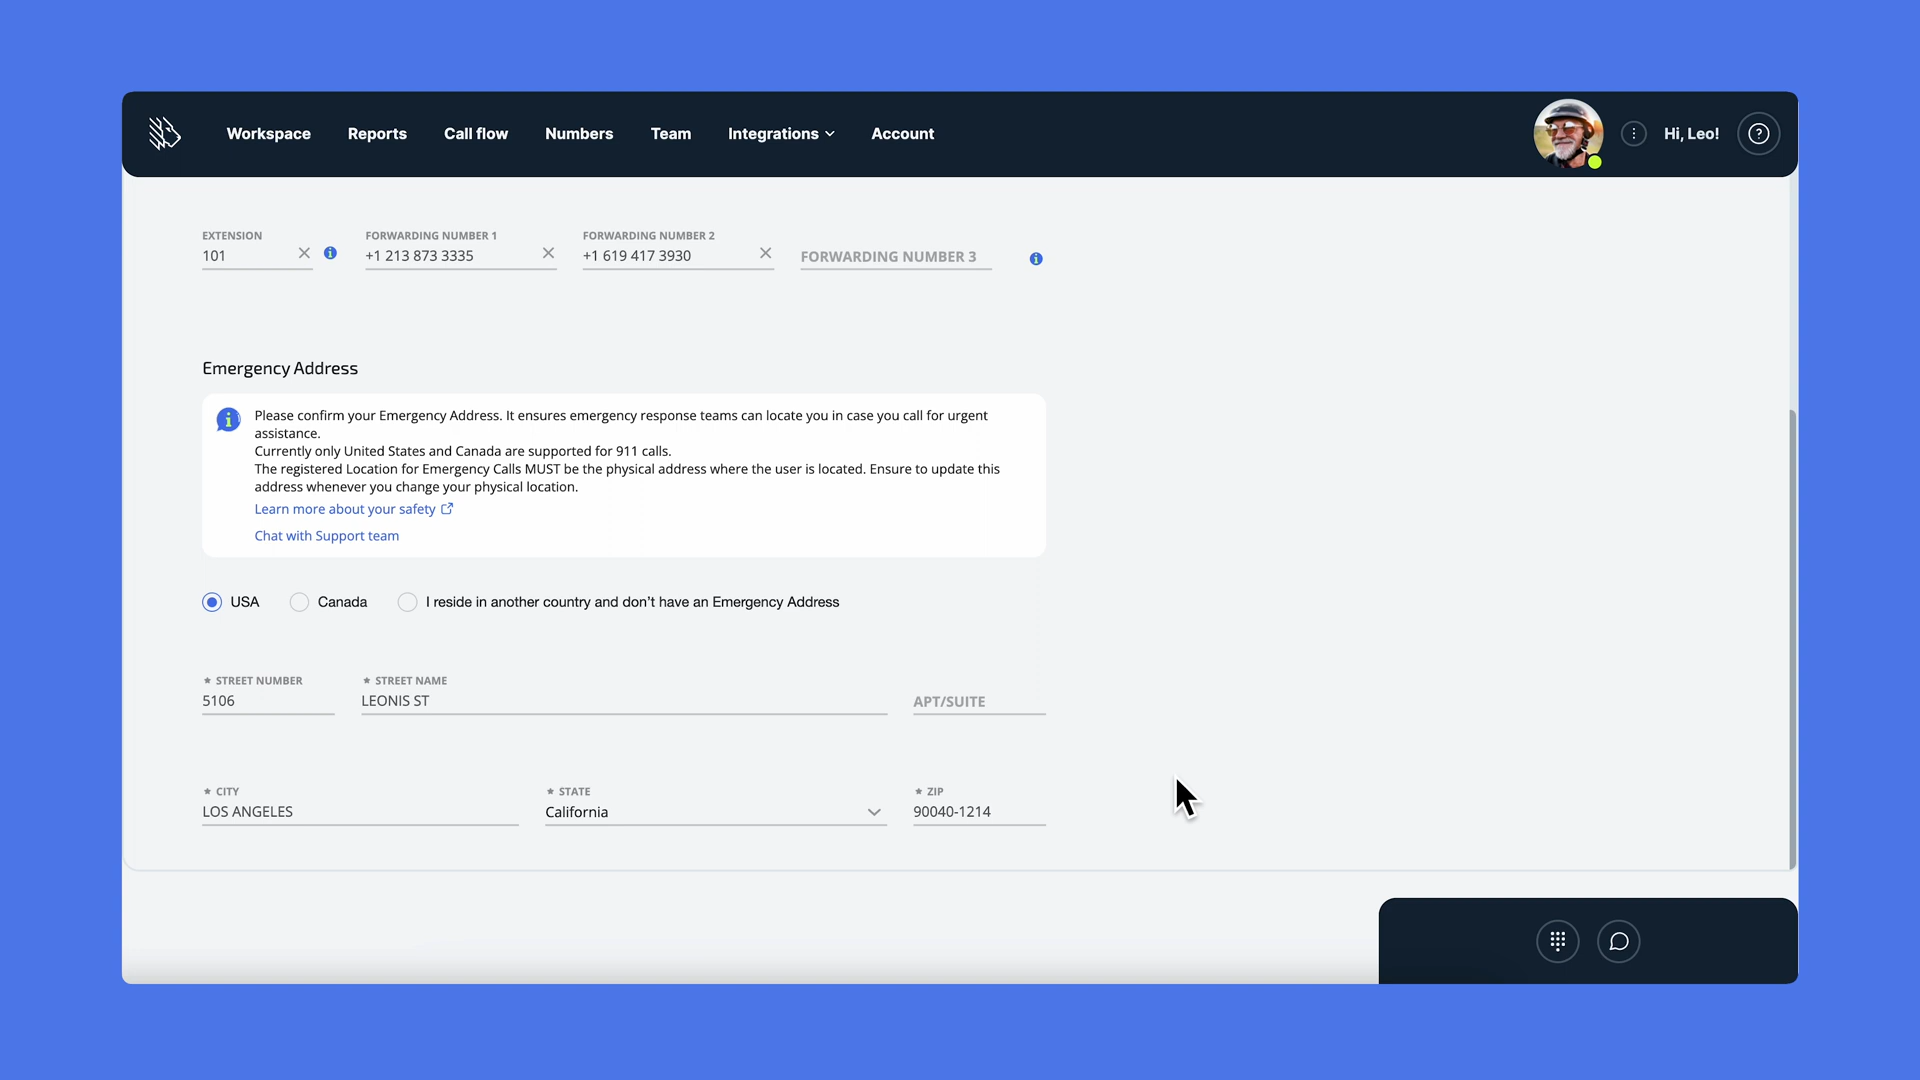 Workspace Reports Call flow Numbers Team Integrations Account Hi, Leo!
EXTENSION FORWARDING NUMBER 1 FORWARDING NUMBER 2
101 +1 213 873 3335 +1 619 417 3930 FORWARDING NUMBER 3
Emergency Address
Please confirm your Emergency Address. It ensures emergency response teams can locate you in case you call for urgent
assistance.
Currently only United States and Canada are supported for 911 calls.
The registered Location for Emergency Calls MUST be the physical address where the user is located. Ensure to update this
address whenever you change your physical location.
Learn more about your safety
Chat with Support team
USA Canada I reside in another country and don't have an Emergency Address
* STREET NUMBER * STREET NAME
5106 LEONIS ST APT/SUITE
* CITY * STATE * ZIP
LOS ANGELES California 90040-1214